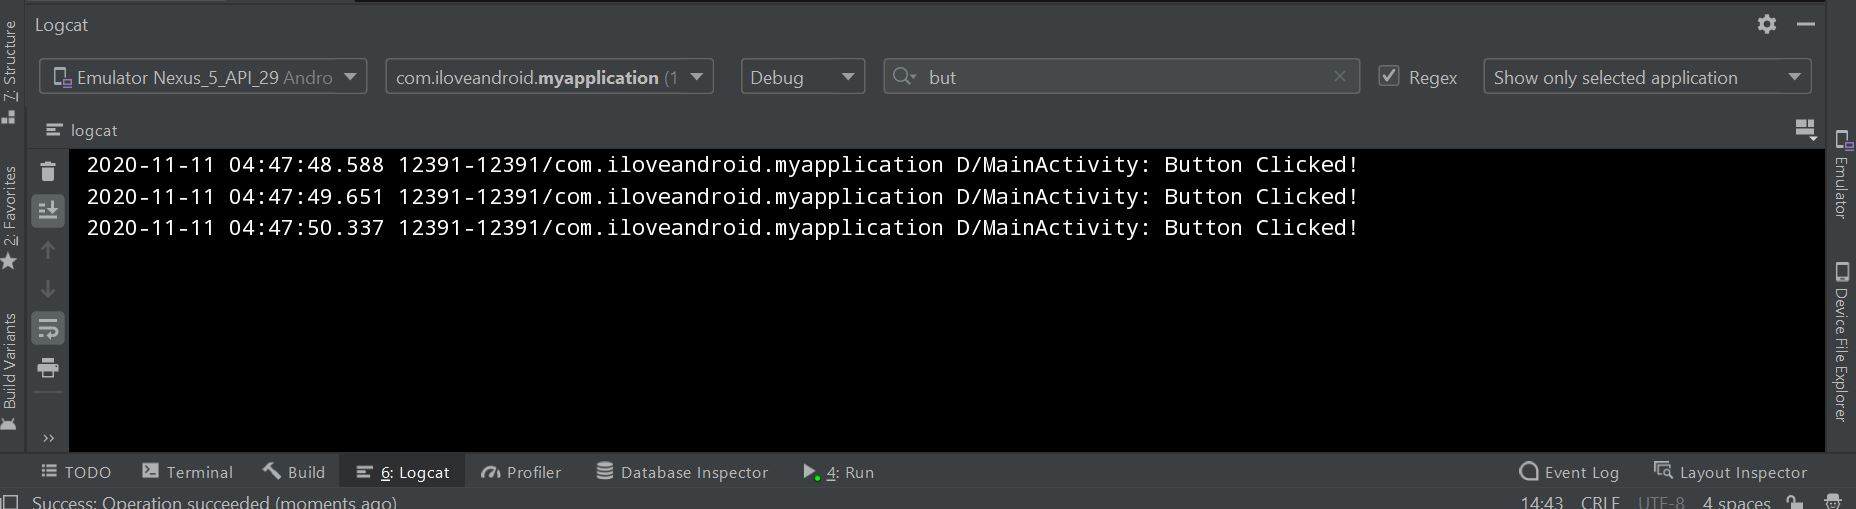 Logcat
Emulator Nexus_5_API_29 Andro
com.iloveandroid.myapplication (1
Debug
but
Regex
Show only selected application
logcat
2020-11-11 04:47:48.588 12391-12391/com.iloveandroid.myapplication D/MainActivity: Button Clicked!
2020-11-11 04:47:49.651 12391-12391/com.iloveandroid.myapplication D/MainActivity: Button Clicked!
2020-11-11 04:47:50.337 12391-12391/com.iloveandroid.myapplication D/MainActivity: Button Clicked!
7: Structure
2: Favorites
Build Variants
Emulator
Device File Explorer
TODO
Terminal
Build
6: Logcat
Profiler
Database Inspector
4: Run
Event Log
Layout Inspector
Success: Operation succeeded (moments ago)
14:43
CRLF
UTF-8
4 spaces